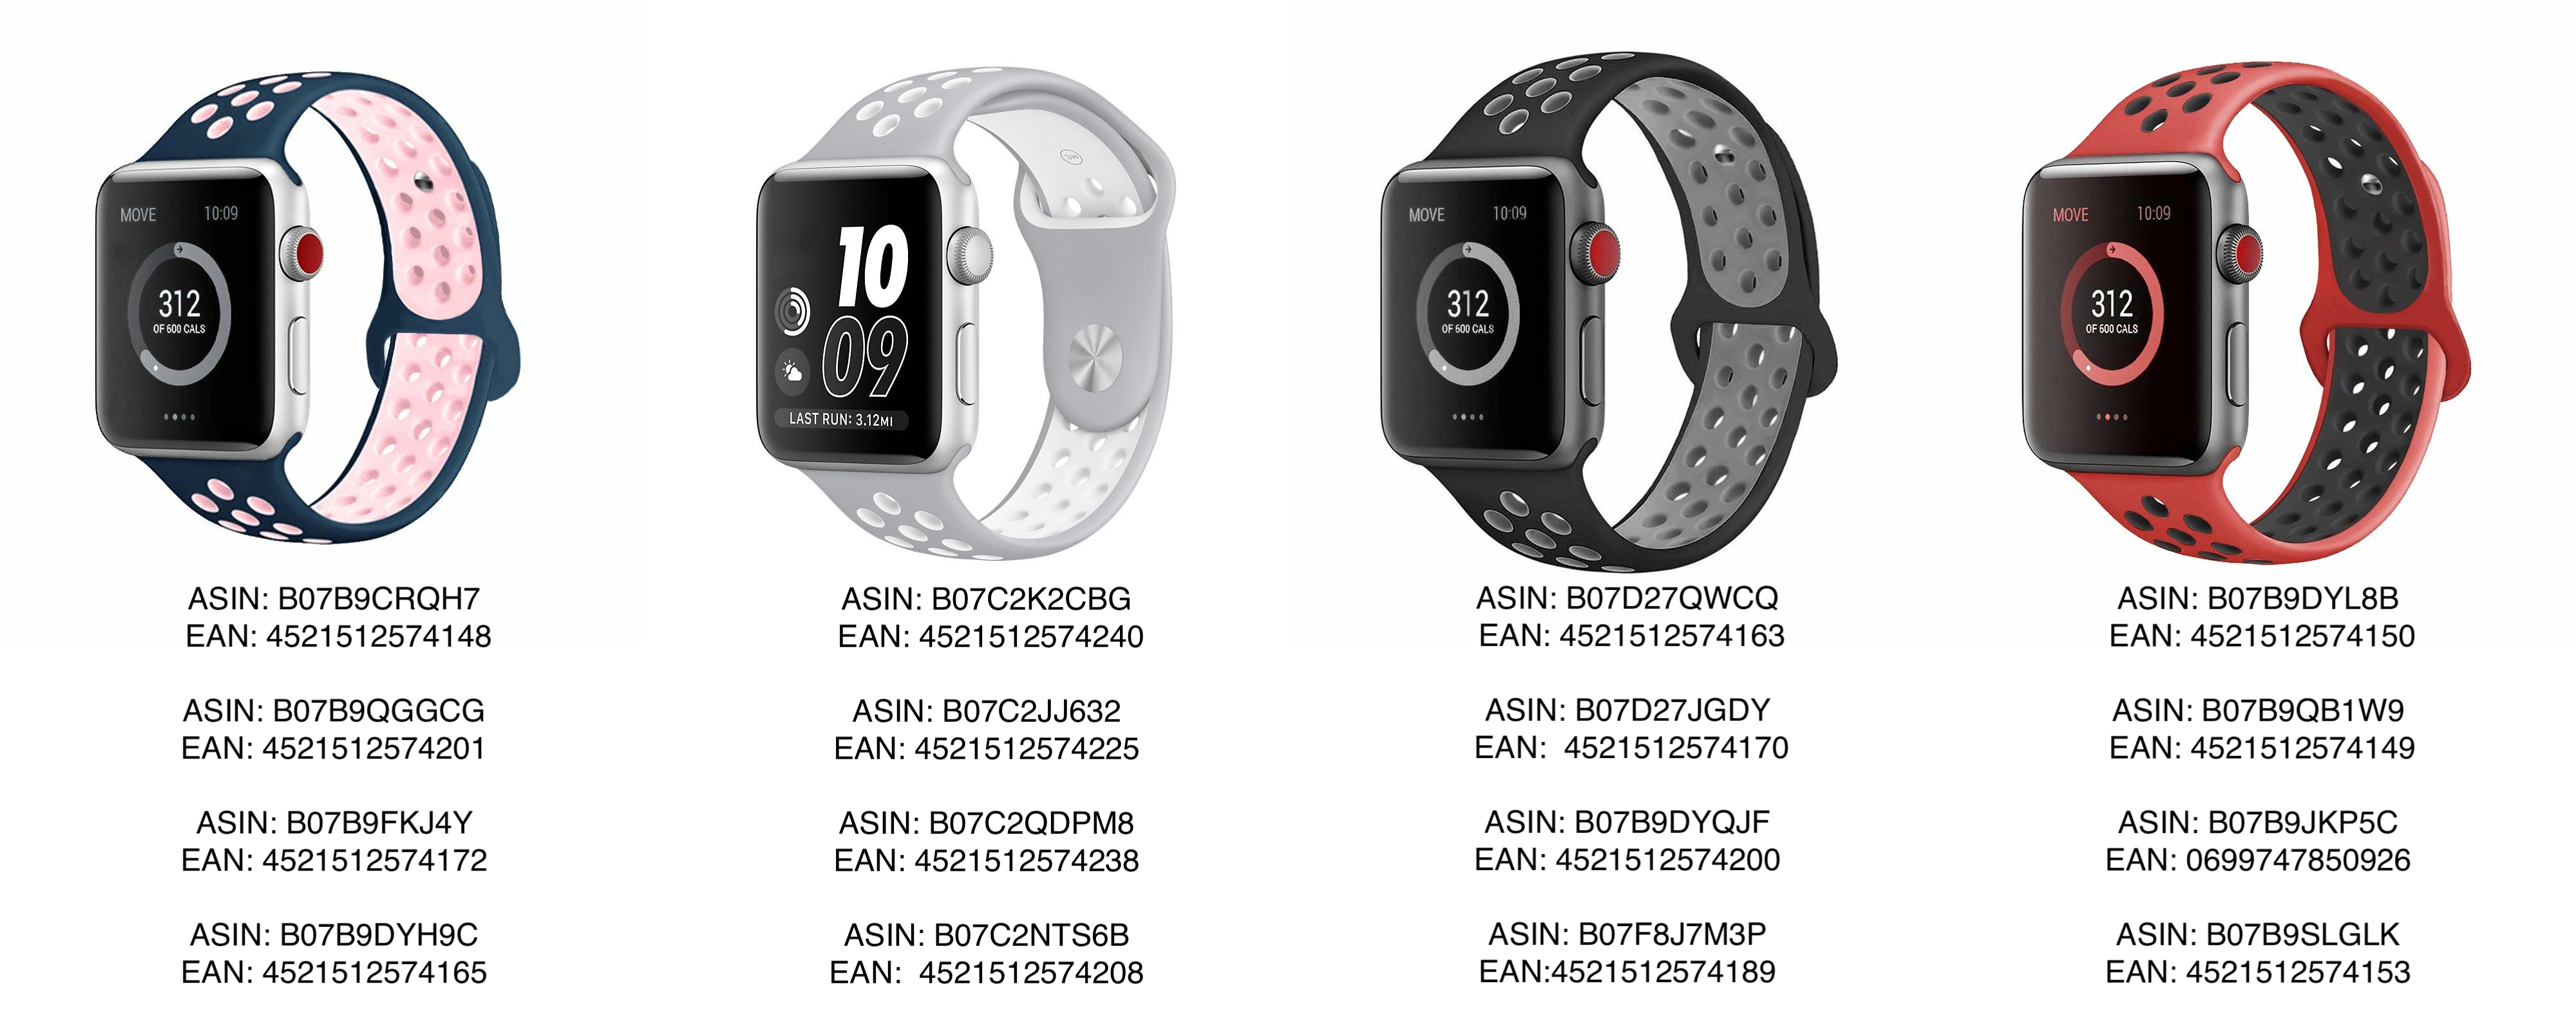 MOVE 10:09
312
OF 600 CALS
ASIN: B07B9CRQH7
EAN: 4521512574148
ASIN: B07B9QGGCG
EAN: 4521512574201
ASIN: B07B9FKJ4Y
EAN: 4521512574172
ASIN: B07B9DYH9C
EAN: 4521512574165
10
09
LAST RUN: 3.12MI
ASIN: B07C2K2CBG
EAN: 4521512574240
ASIN: B07C2JJ632
EAN: 4521512574225
ASIN: B07C2QDPM8
EAN: 4521512574238
ASIN: B07C2NTS6B
EAN:  4521512574208
MOVE 10:09
312
OF 600 CALS
ASIN: B07D27QWCQ
EAN: 4521512574163
ASIN: B07D27JGDY
EAN:  4521512574170
ASIN: B07B9DYQJF
EAN: 4521512574200
ASIN: B07F8J7M3P
EAN:4521512574189
MOVE 10:09
312
OF 600 CALS
ASIN: B07B9DYL8B
EAN: 4521512574150
ASIN: B07B9QB1W9
EAN: 4521512574149
ASIN: B07B9JKP5C
EAN: 0699747850926
ASIN: B07B9SLGLK
EAN: 4521512574153